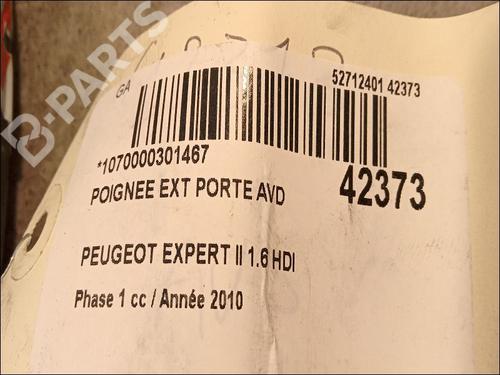 B-PARTS
GA
52712401 42373
*1070000301467
42373
POIGNEE EXT PORTE AVD
PEUGEOT EXPERT II 1.6 HDI
Phase 1 cc / Année 2010